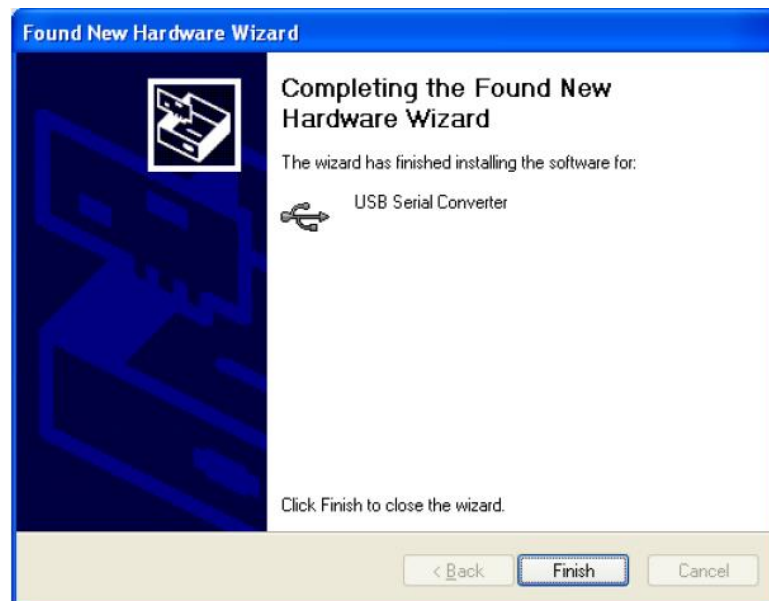 Found New Hardware Wizard
Completing the Found New
Hardware Wizard
The wizard has finished installing the software for:
USB Serial Converter
Click Finish to close the wizard.
< Back
Finish
Cancel